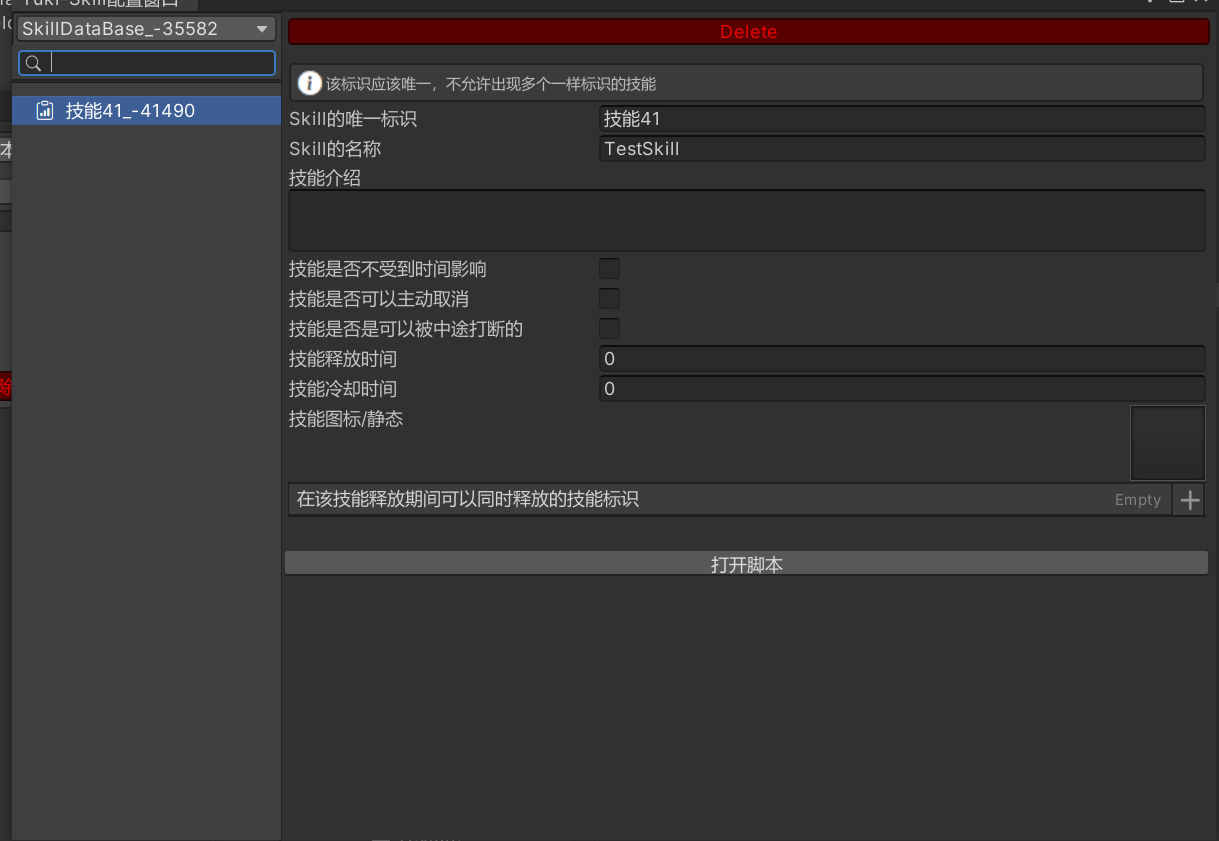 Yuki-Skill配置窗口
SkillDataBase_-35582
Delete
该标识应该唯一，不允许出现多个一样标识的技能
技能41_-41490
Skill的唯一标识
技能41
Skill的名称
TestSkill
技能介绍
技能是否不受到时间影响
技能是否可以主动取消
技能是否是可以被中途打断的
技能释放时间
0
技能冷却时间
0
技能图标/静态
在该技能释放期间可以同时释放的技能标识
Empty
打开脚本
本
除